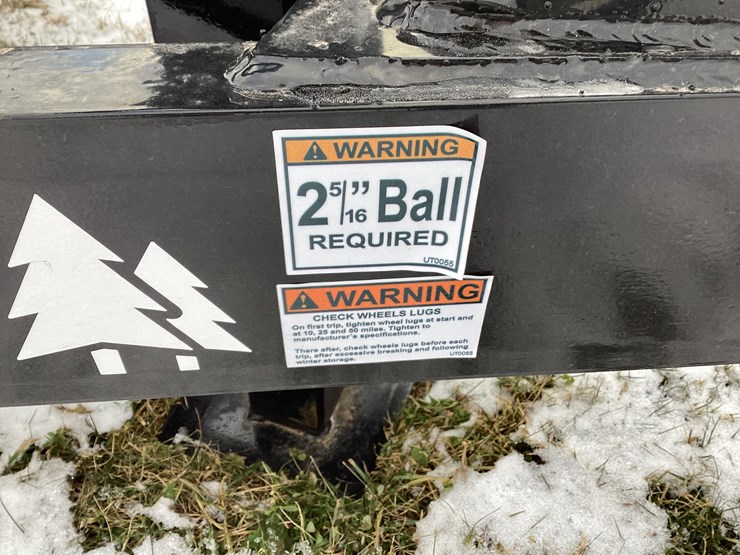 WARNING
2 5/16" Ball
REQUIRED
UT0055
WARNING
CHECK WHEELS LUGS
On first trip, tighten wheel lugs at start and
at 10, 25 and 50 miles. Tighten to
manufacturer's specifications.
There after, check wheels lugs before each
trip, after excessive breaking and following
winter storage.
UT0056